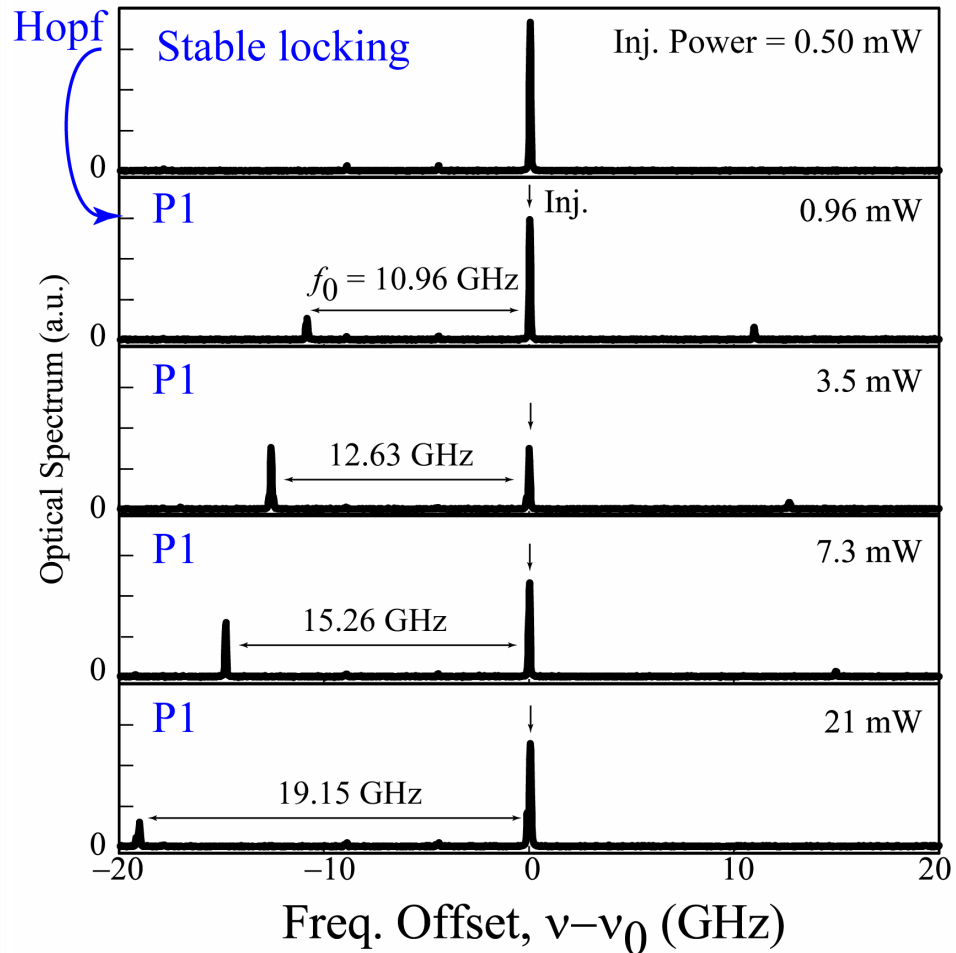 Hopf
Stable locking
Inj. Power = 0.50 mW
0
P1
Inj.
0.96 mW
f0 = 10.96 GHz
0
P1
3.5 mW
12.63 GHz
0
P1
7.3 mW
15.26 GHz
0
P1
21 mW
19.15 GHz
0
−20 −10 0 10 20
Freq. Offset, ν−ν0 (GHz)
Optical Spectrum (a.u.)